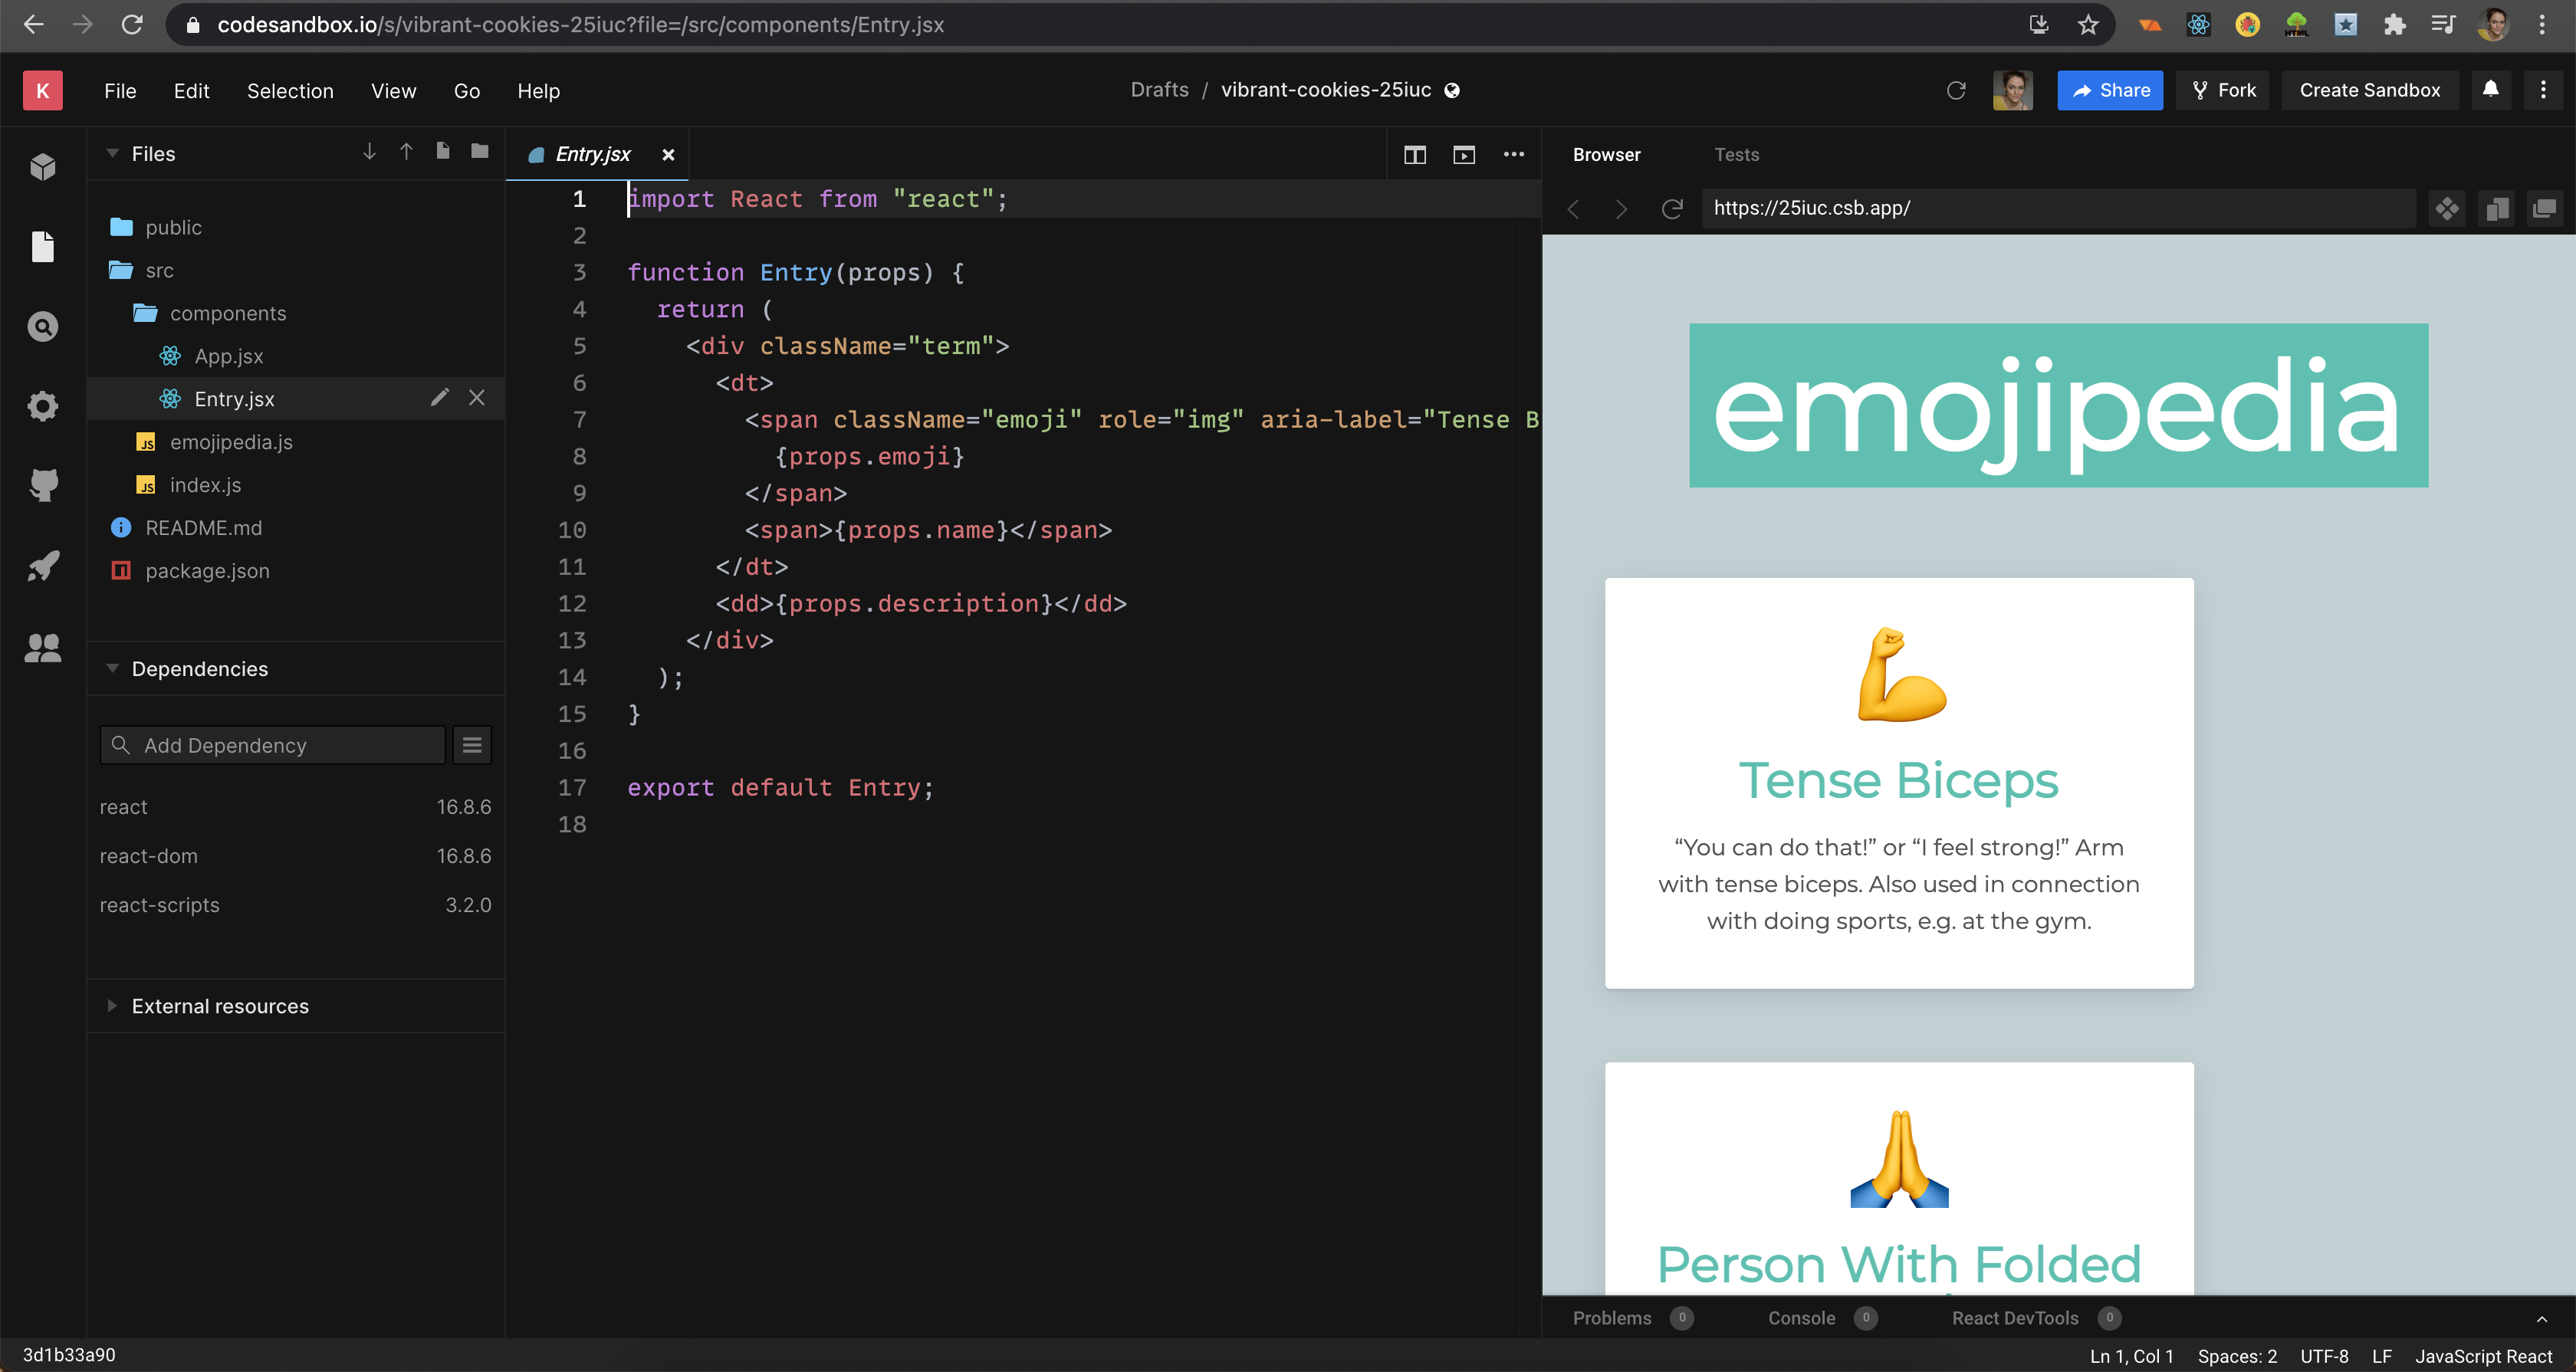 codesandbox.io/s/vibrant-cookies-25iuc?file=/src/components/Entry.jsx
HTML
K
File Edit Selection View Go Help
Drafts / vibrant-cookies-25iuc
Share
Fork
Create Sandbox
Files
public
src
components
App.jsx
Entry.jsx
JS emojipedia.js
JS index.js
README.md
package.json
Dependencies
Add Dependency
react 16.8.6
react-dom 16.8.6
react-scripts 3.2.0
External resources
Entry.jsx
1 import React from "react";
2
3 function Entry(props) {
4 return (
5 <div className="term">
6 <dt>
7 <span className="emoji" role="img" aria-label="Tense B
8 {props.emoji}
9 </span>
10 <span>{props.name}</span>
11 </dt>
12 <dd>{props.description}</dd>
13 </div>
14 );
15 }
16
17 export default Entry;
18
Browser Tests
https://25iuc.csb.app/
emojipedia
Tense Biceps
“You can do that!” or “I feel strong!” Arm
with tense biceps. Also used in connection
with doing sports, e.g. at the gym.
Person With Folded
Problems 0 Console 0 React DevTools 0
3d1b33a90
Ln 1, Col 1 Spaces: 2 UTF-8 LF JavaScript React